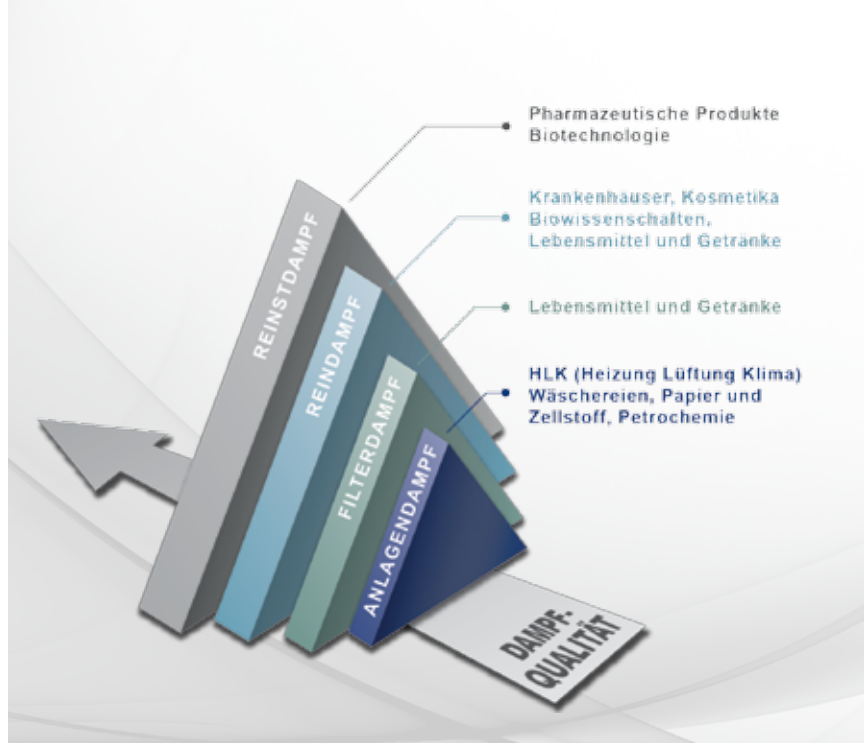 Pharmazeutische Produkte
Biotechnologie
Krankenhäuser, Kosmetika
Biowissenschalten,
Lebensmittel und Getränke
Lebensmittel und Getränke
HLK (Heizung Lüftung Klima)
Wäschereien, Papier und
Zellstoff, Petrochemie
REINSTDAMPF
REINDAMPF
FILTERDAMPF
ANLAGENDAMPF
DAMPF-
QUALITÄT